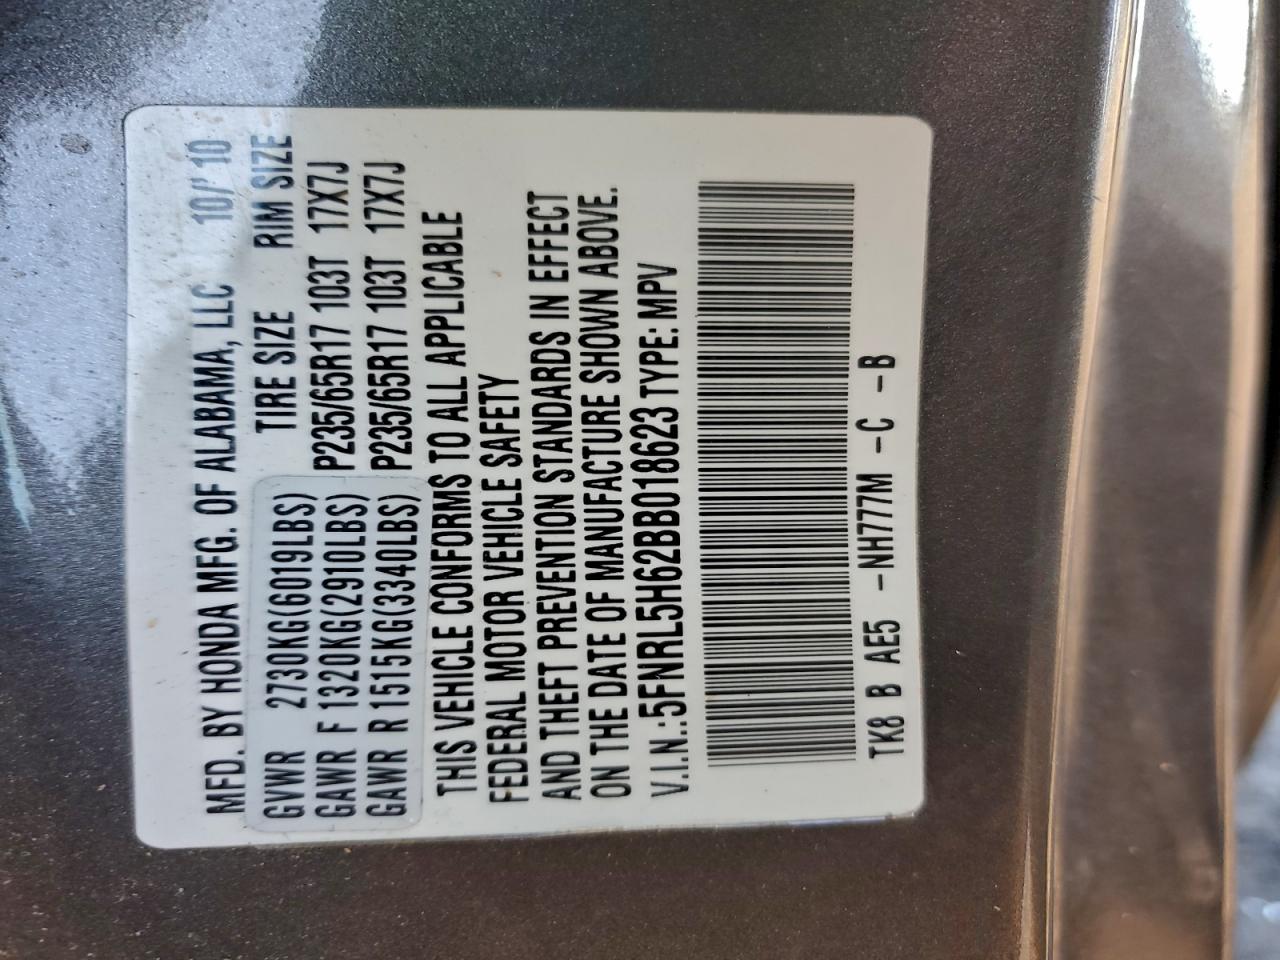 MFD. BY HONDA MFG. OF ALABAMA, LLC 10/'10
GVWR 2730KG(6019LBS) TIRE SIZE RIM SIZE
GAWR F 1320KG(2910LBS) P235/65R17 103T 17X7J
GAWR R 1515KG(3340LBS) P235/65R17 103T 17X7J
THIS VEHICLE CONFORMS TO ALL APPLICABLE
FEDERAL MOTOR VEHICLE SAFETY
AND THEFT PREVENTION STANDARDS IN EFFECT
ON THE DATE OF MANUFACTURE SHOWN ABOVE.
V.I.N.:5FNRL5H62BB018623 TYPE: MPV
TK8 B AE5 -NH777M -C -B